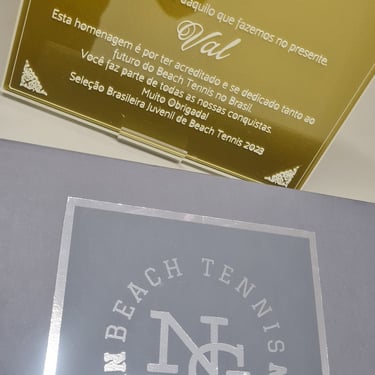 daquilo que fazemos no presente.
Val
Esta homenagem é por ter acreditado e se dedicado tanto ao
futuro do Beach Tennis no Brasil.
Você faz parte de todas as nossas conquistas.
Muito Obrigada!
Seleção Brasileira Juvenil de Beach Tennis 2023
BEACH TENNIS
NG